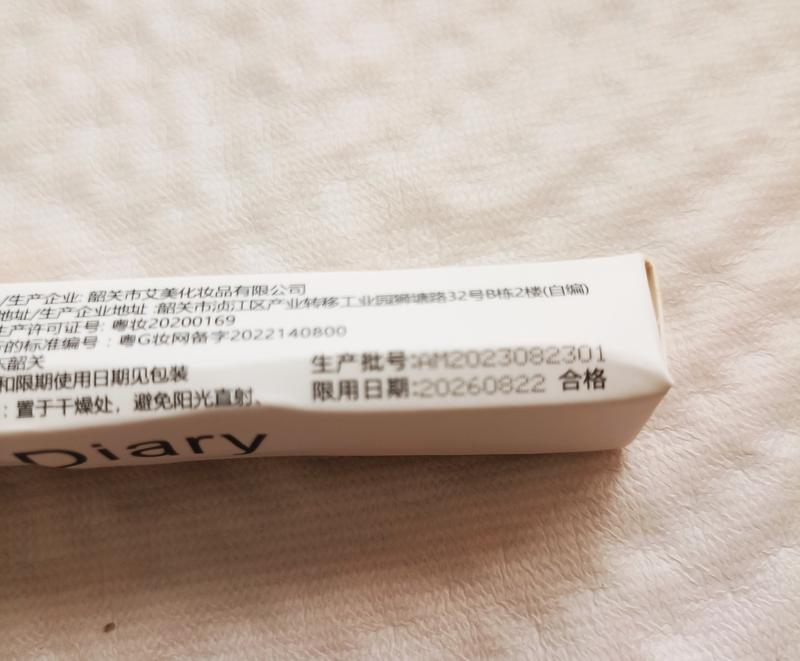 /生产企业: 韶关市艾美化妆品有限公司
地址/生产企业地址:韶关市浈江区产业转移工业园狮塘路32号B栋2楼(自编)
生产许可证号: 粤妆20200169
的标准编号: 粤G妆网备字2022140800
韶关
和限期使用日期见包装
: 置于干燥处, 避免阳光直射、
生产批号:AM2023082301
限用日期:20260822 合格
Diary